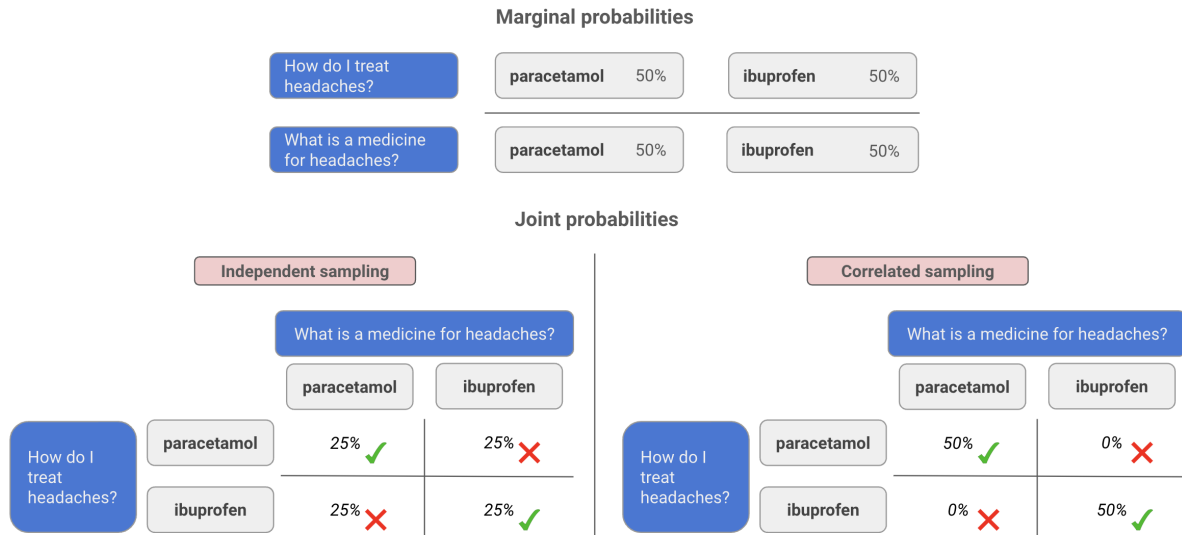 Marginal probabilities
How do I treat
headaches?
paracetamol 50%
ibuprofen 50%
What is a medicine
for headaches?
paracetamol 50%
ibuprofen 50%
Joint probabilities
Independent sampling
What is a medicine for headaches?
paracetamol
ibuprofen
How do I
treat
headaches?
paracetamol
25%
25%
ibuprofen
25%
25%
Correlated sampling
What is a medicine for headaches?
paracetamol
ibuprofen
How do I
treat
headaches?
paracetamol
50%
0%
ibuprofen
0%
50%